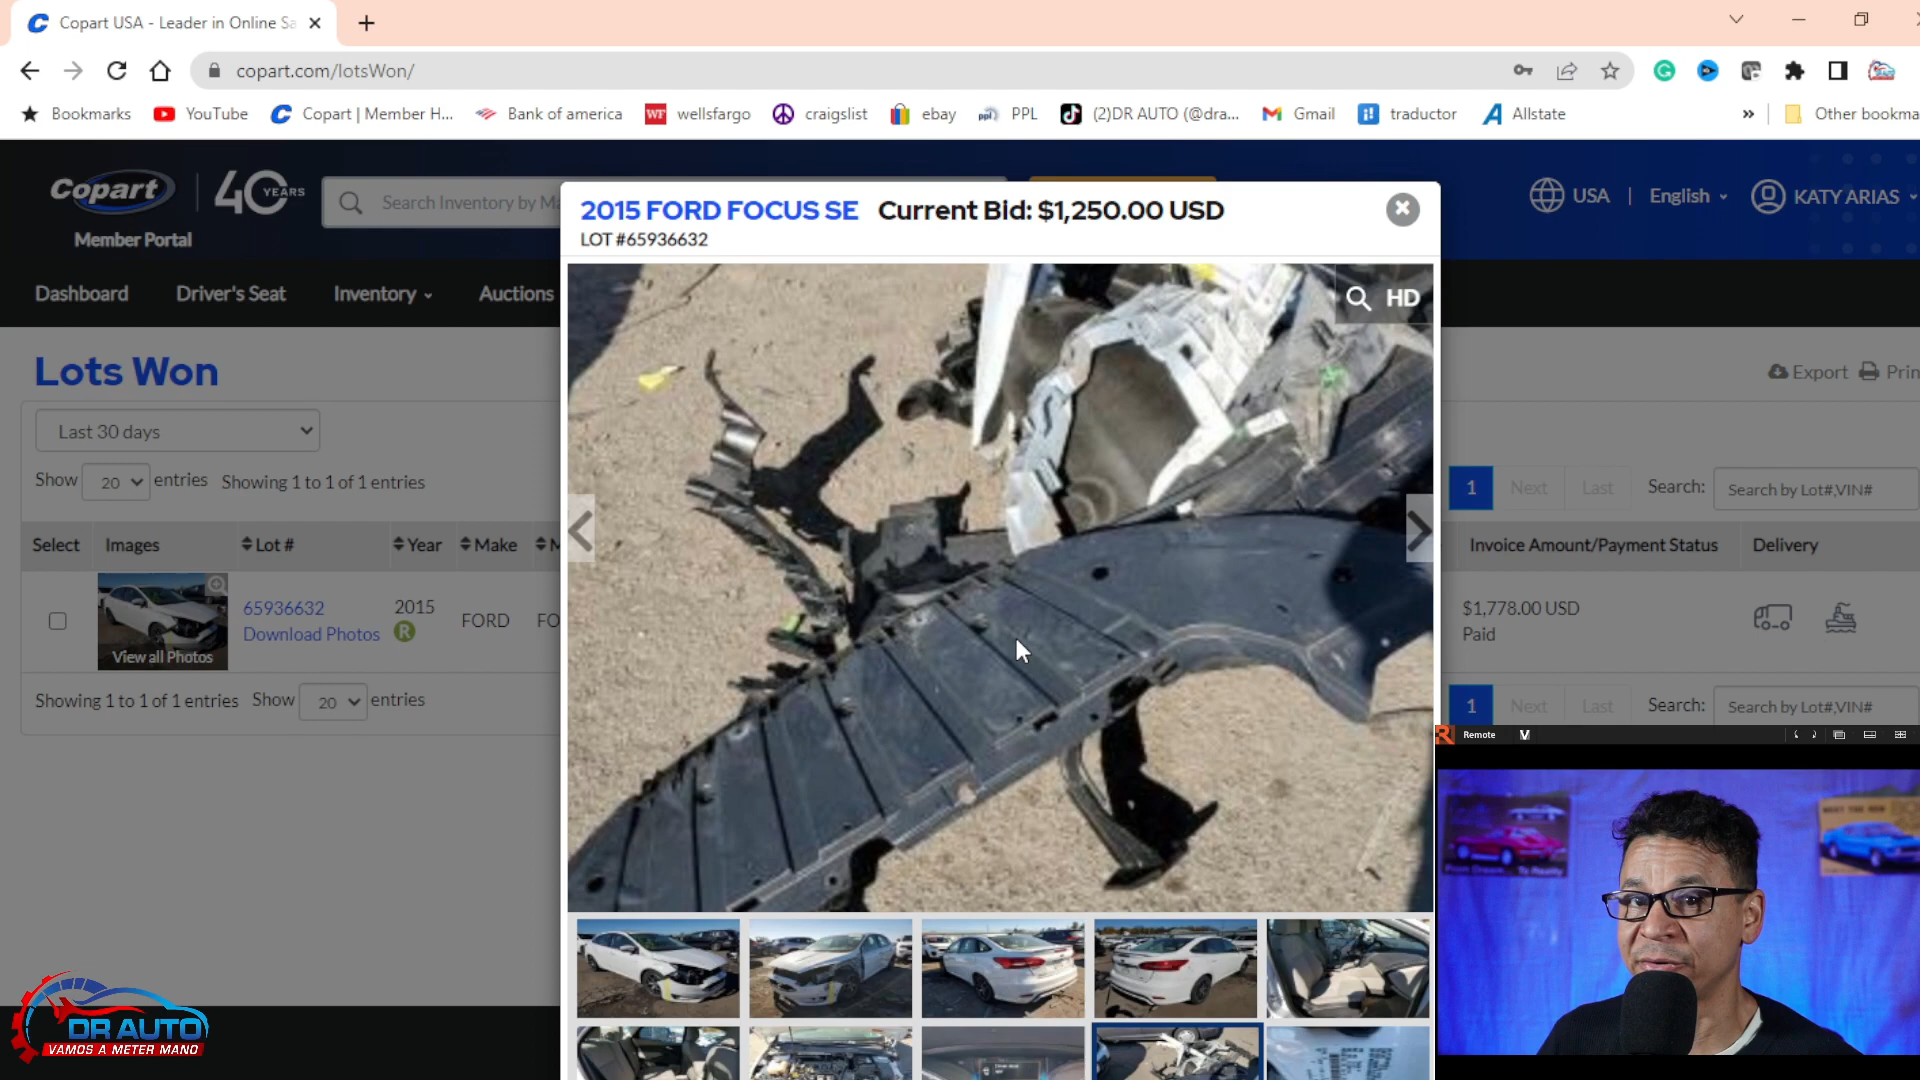 Copart USA - Leader in Online Sa
copart.com/lotsWon/
Bookmarks YouTube Copart | Member H... Bank of america WF wellsfargo craigslist ebay ppl PPL (2)DR AUTO (@dra... Gmail traductor Allstate » Other bookma
Copart 40 YEARS
Member Portal
Search Inventory by Ma
USA | English KATY ARIAS
Dashboard Driver's Seat Inventory Auctions
2015 FORD FOCUS SE Current Bid: $1,250.00 USD
LOT #65936632
HD
Lots Won
Export Prin
Last 30 days
Show 20 entries Showing 1 to 1 of 1 entries
1 Next Last Search: Search by Lot#,VIN#
Select Images Lot # Year Make M
Invoice Amount/Payment Status Delivery
65936632 2015 FORD FO
Download Photos R
View all Photos
$1,778.00 USD
Paid
Showing 1 to 1 of 1 entries Show 20 entries
1 Next Last Search: Search by Lot#,VIN#
R Remote V
DR AUTO
VAMOS A METER MANO